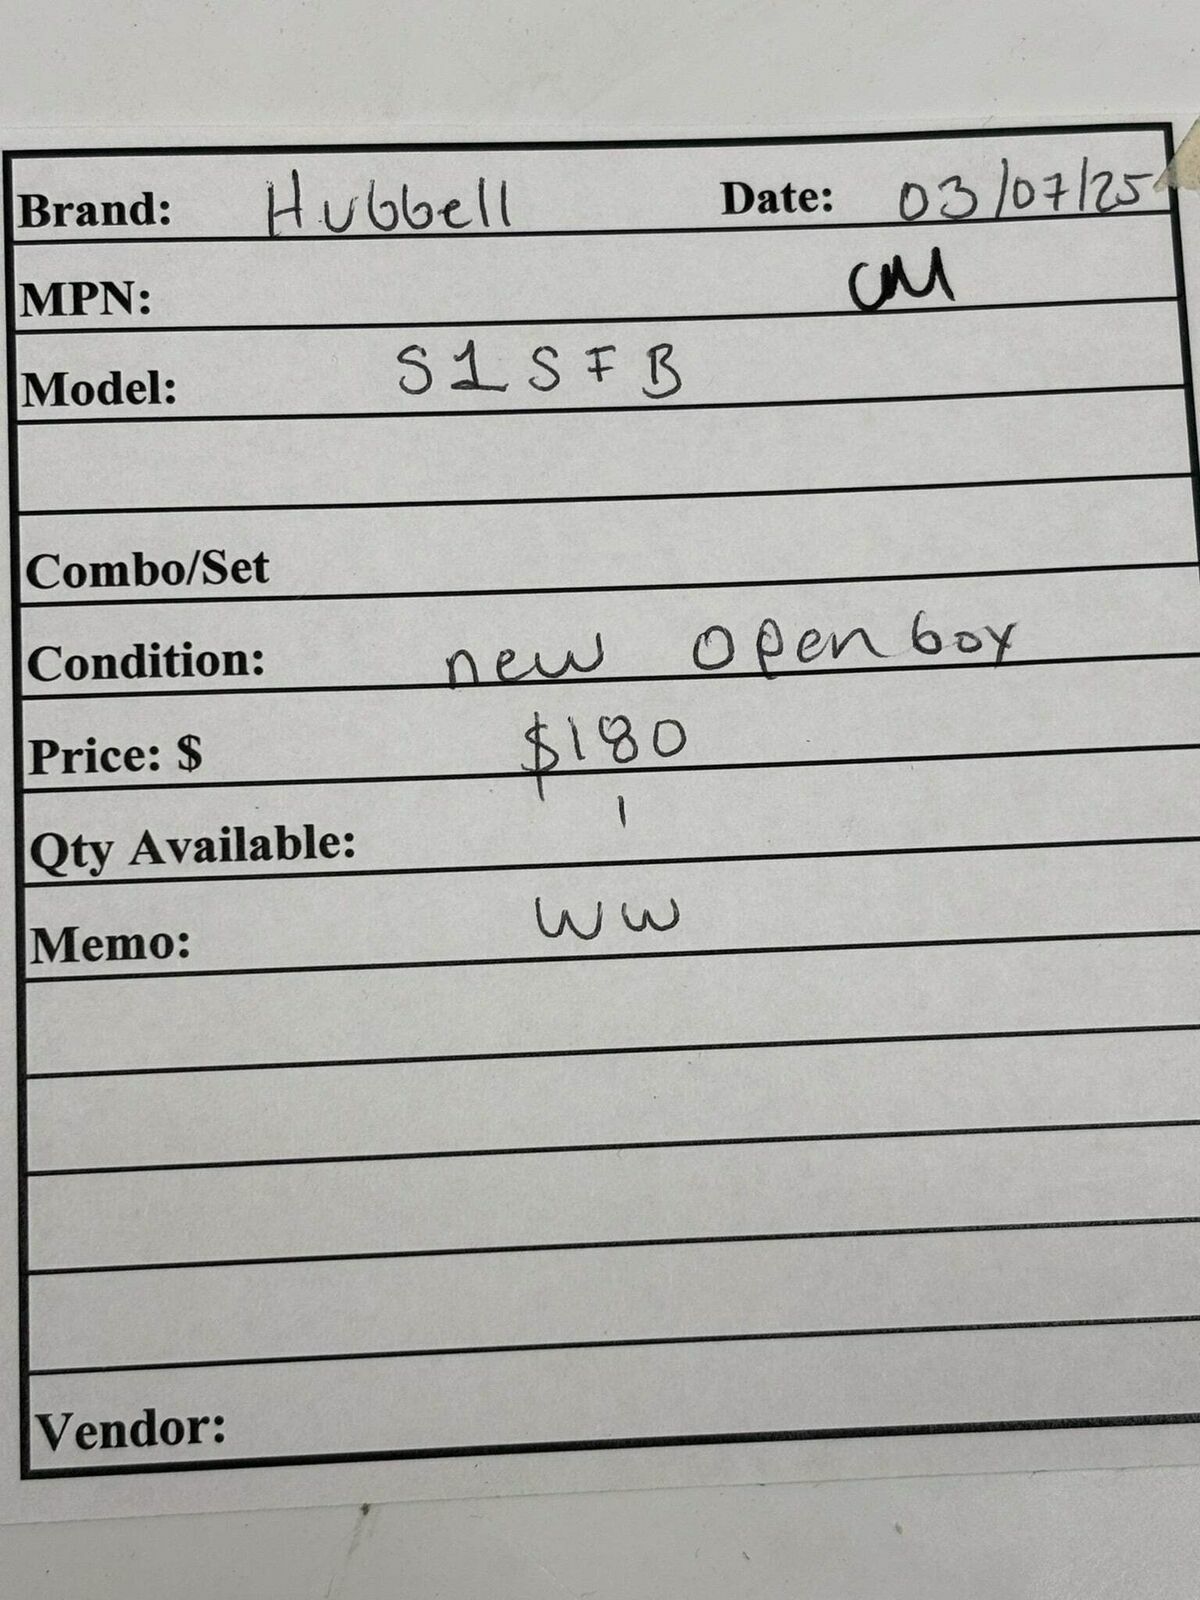 Brand: Hubbell Date: 03/07/25
MPN: CM
Model: S1SFB
Combo/Set
Condition: new open box
Price: $ $180
Qty Available: 1
Memo: WW
Vendor: